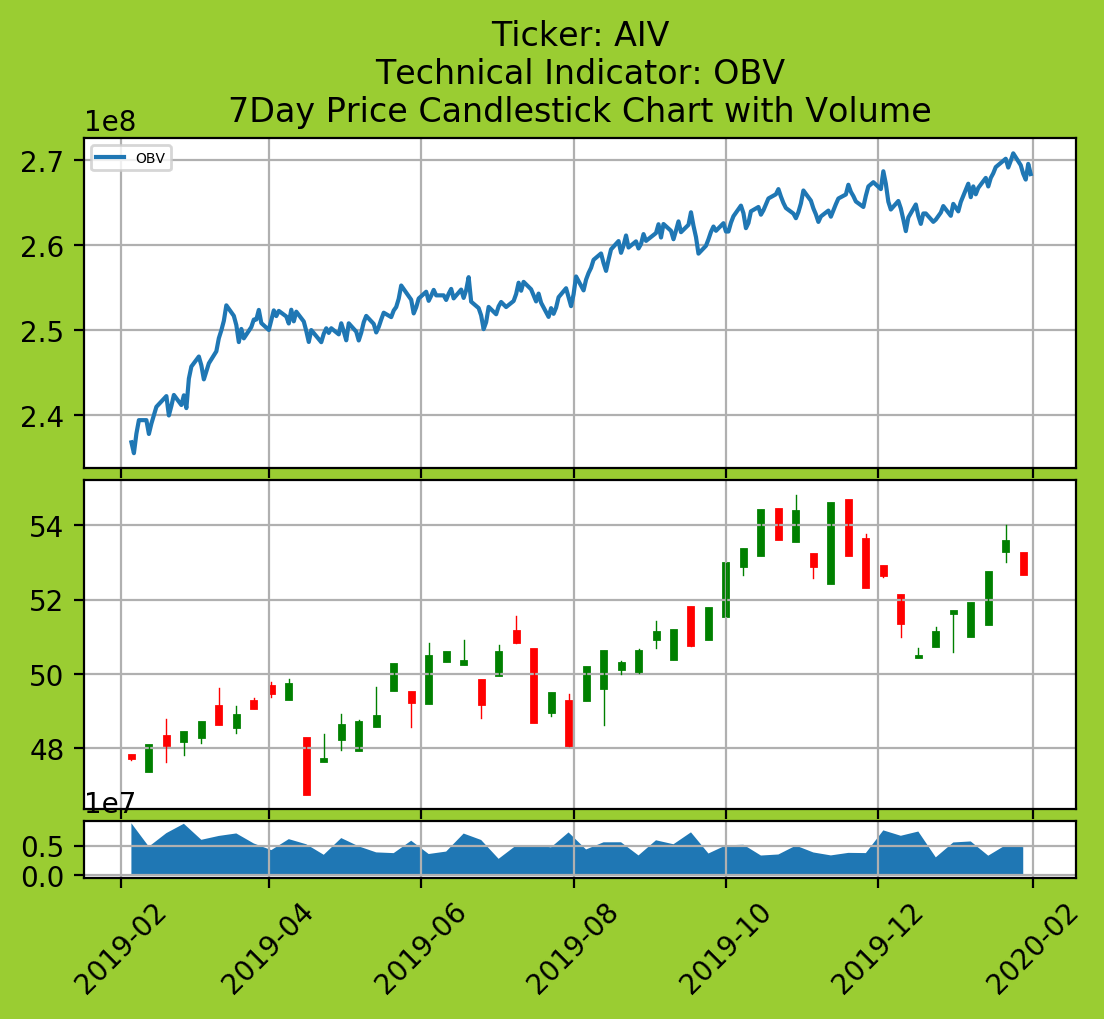 Ticker: AIV
Technical Indicator: OBV
7Day Price Candlestick Chart with Volume
1e8
OBV
2.7
2.6
2.5
2.4
54
52
50
48
1e7
0.5
0.0
2019-02
2019-04
2019-06
2019-08
2019-10
2019-12
2020-02